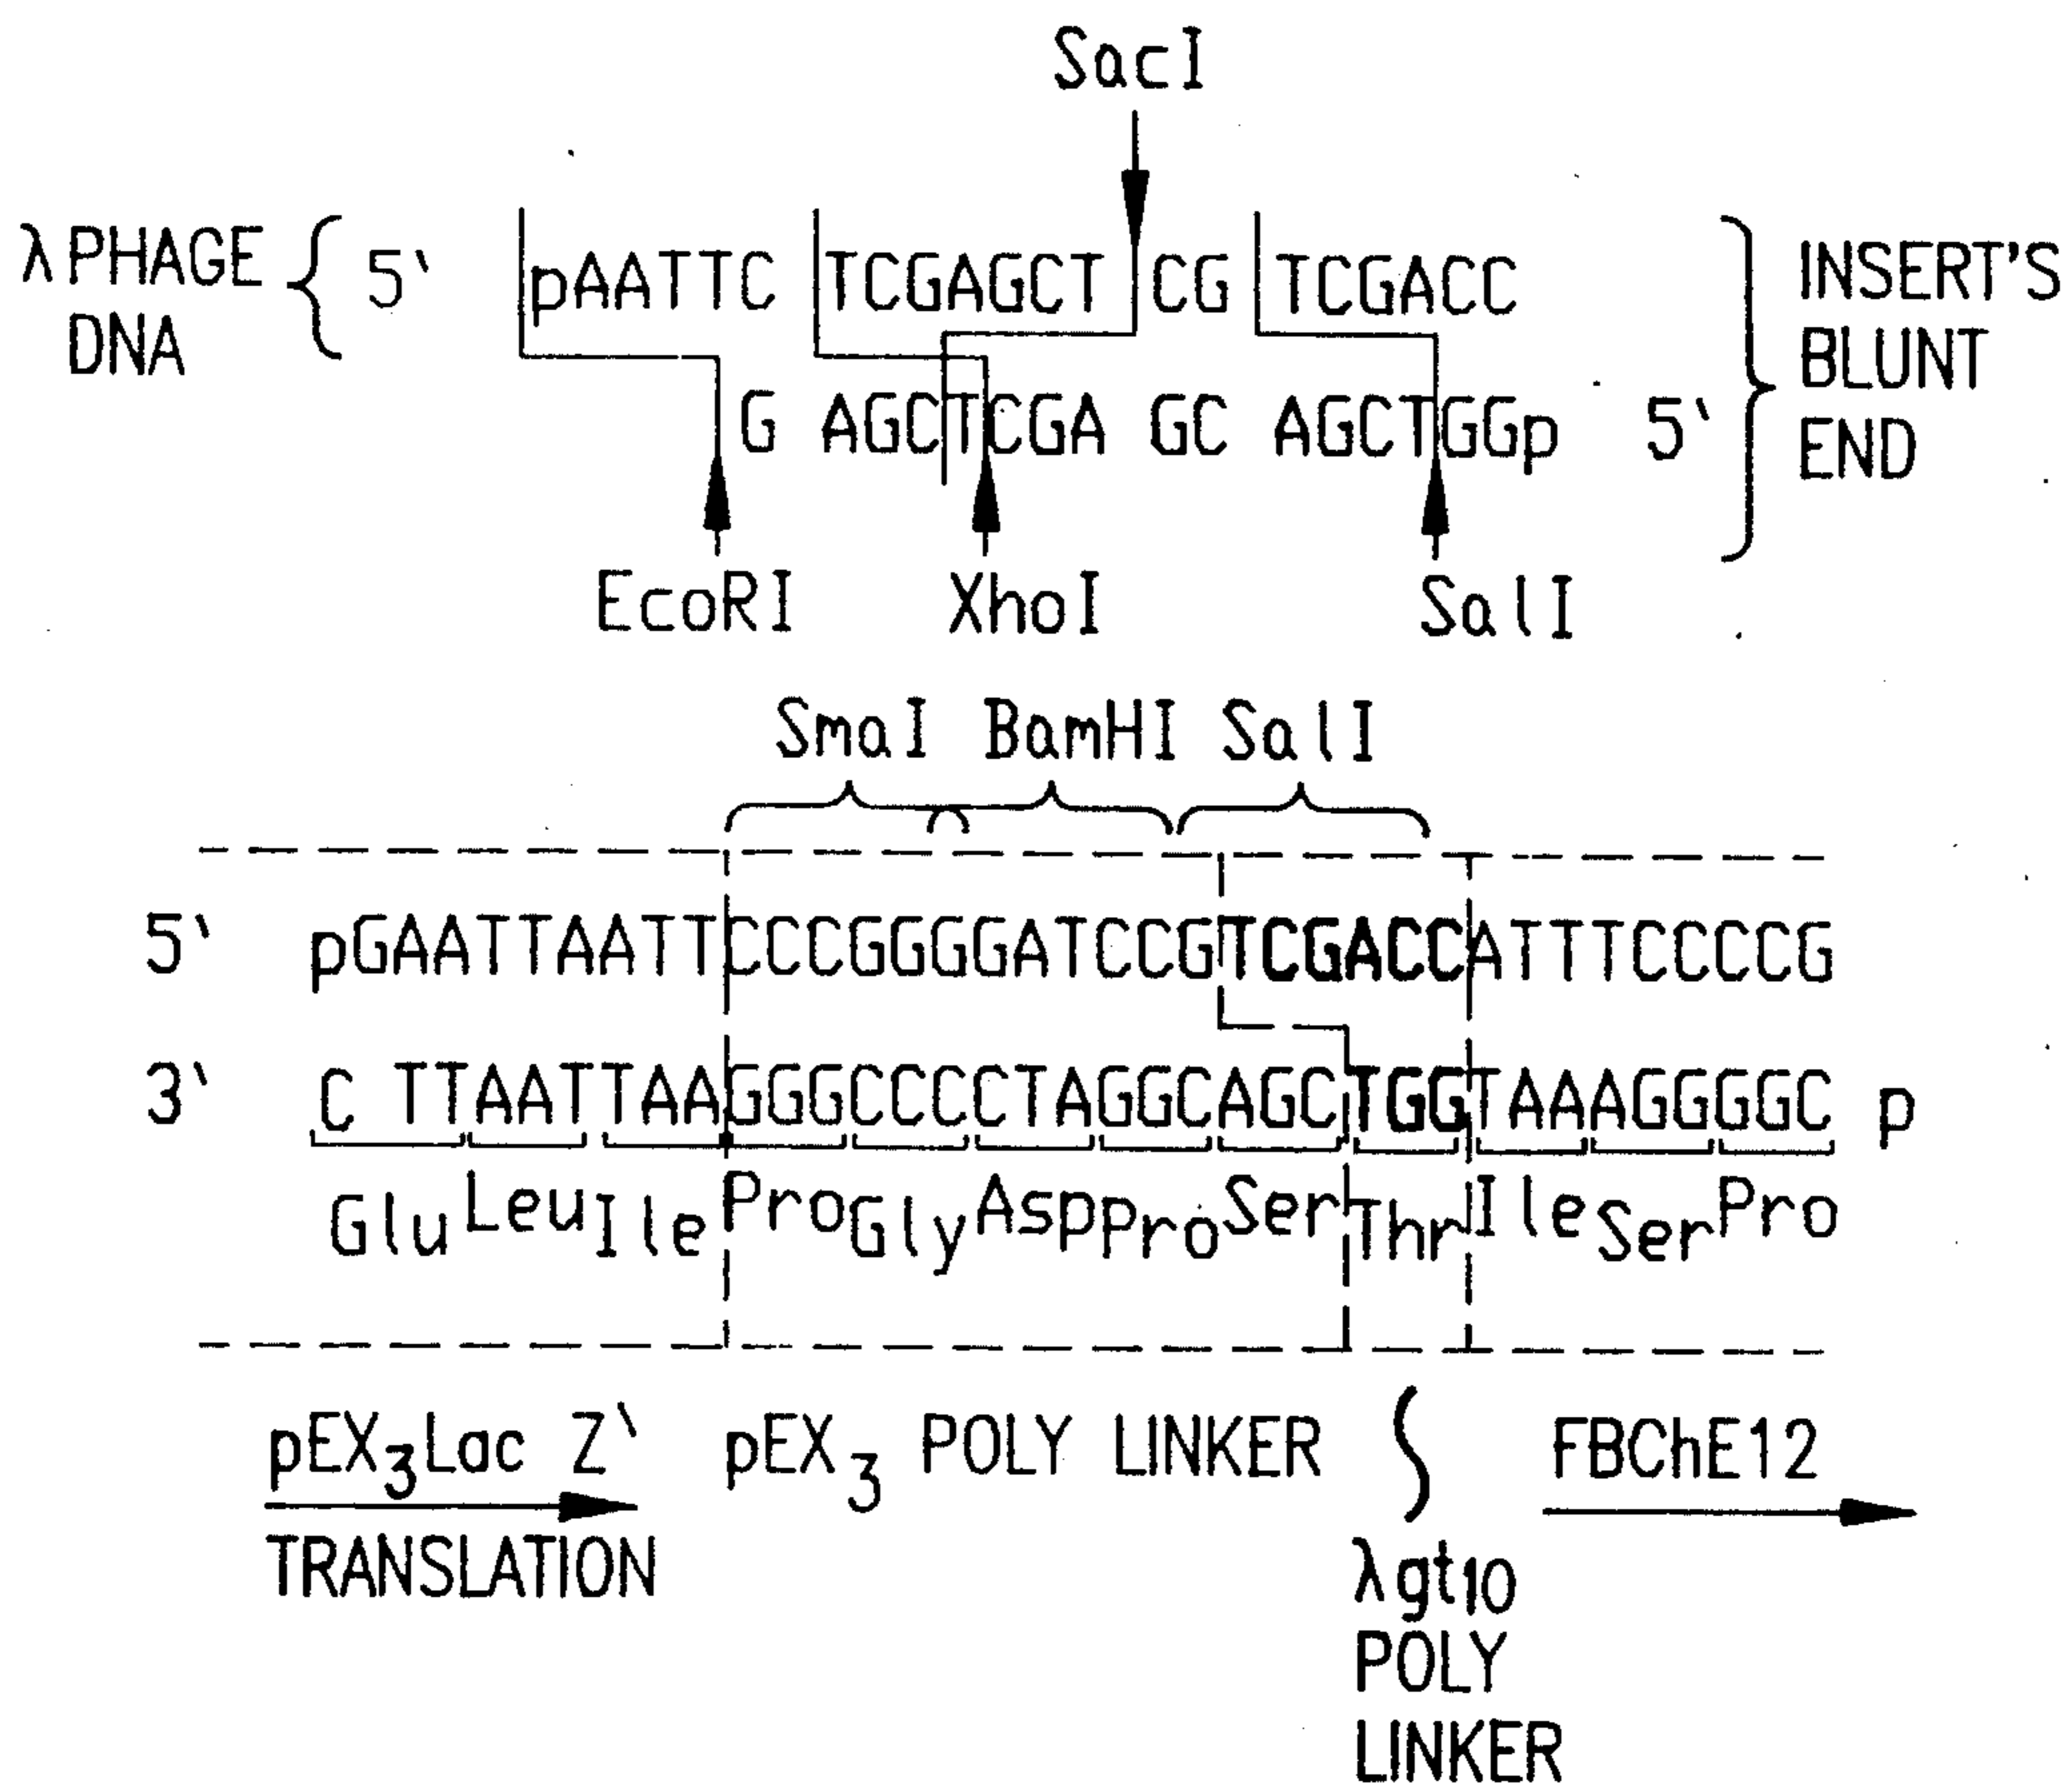 SacI
λ PHAGE DNA
5‵ pAATTC TCGAGCT CG TCGACC
INSERT'S BLUNT END
G AGCTCGA GC AGCTGGp 5‵
EcoRI XhoI SalI
SmaI BamHI SalI
5‵ pGAATTAATTCCCGGGGATCCGTCGACCATTTCCCCG
3‵ C TTAATTAAGGGCCCCTAGGCAGCTGGTAAAGGGGC p
Glu Leu Ile Pro Gly Asp Pro Ser Thr Ile Ser Pro
pEX3Lac Z‵ pEX3 POLY LINKER FBChE12
TRANSLATION
λgt10
POLY
LINKER